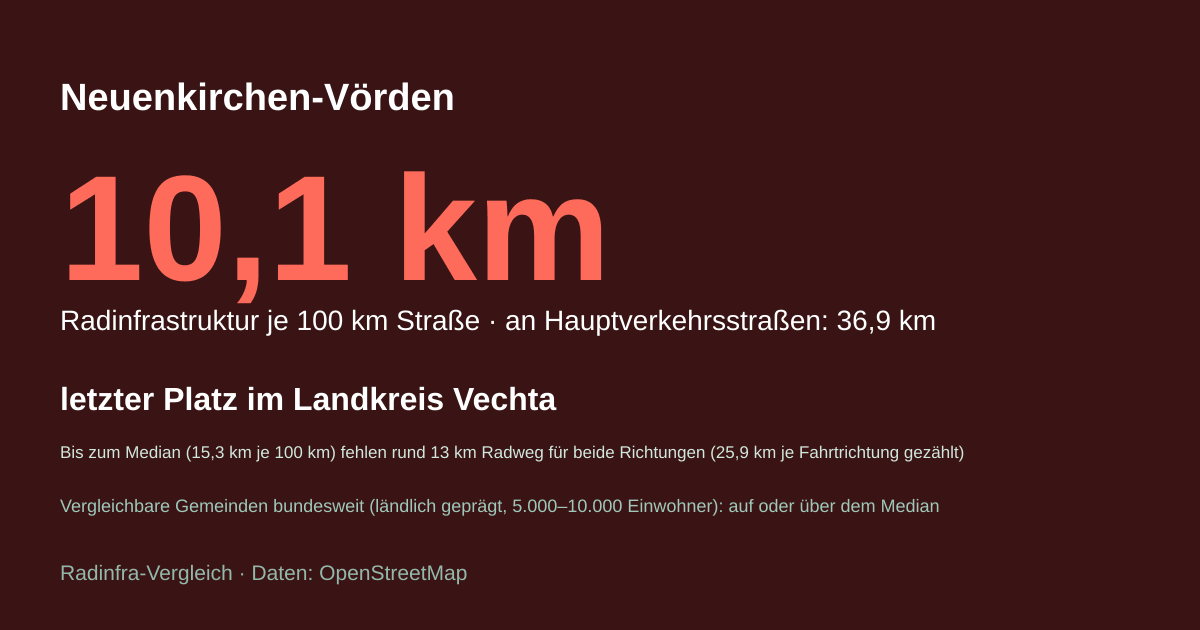 Neuenkirchen-Vörden
10,1 km
Radinfrastruktur je 100 km Straße · an Hauptverkehrsstraßen: 36,9 km
letzter Platz im Landkreis Vechta
Bis zum Median (15,3 km je 100 km) fehlen rund 13 km Radweg für beide Richtungen (25,9 km je Fahrtrichtung gezählt)
Vergleichbare Gemeinden bundesweit (ländlich geprägt, 5.000–10.000 Einwohner): auf oder über dem Median
Radinfra-Vergleich · Daten: OpenStreetMap